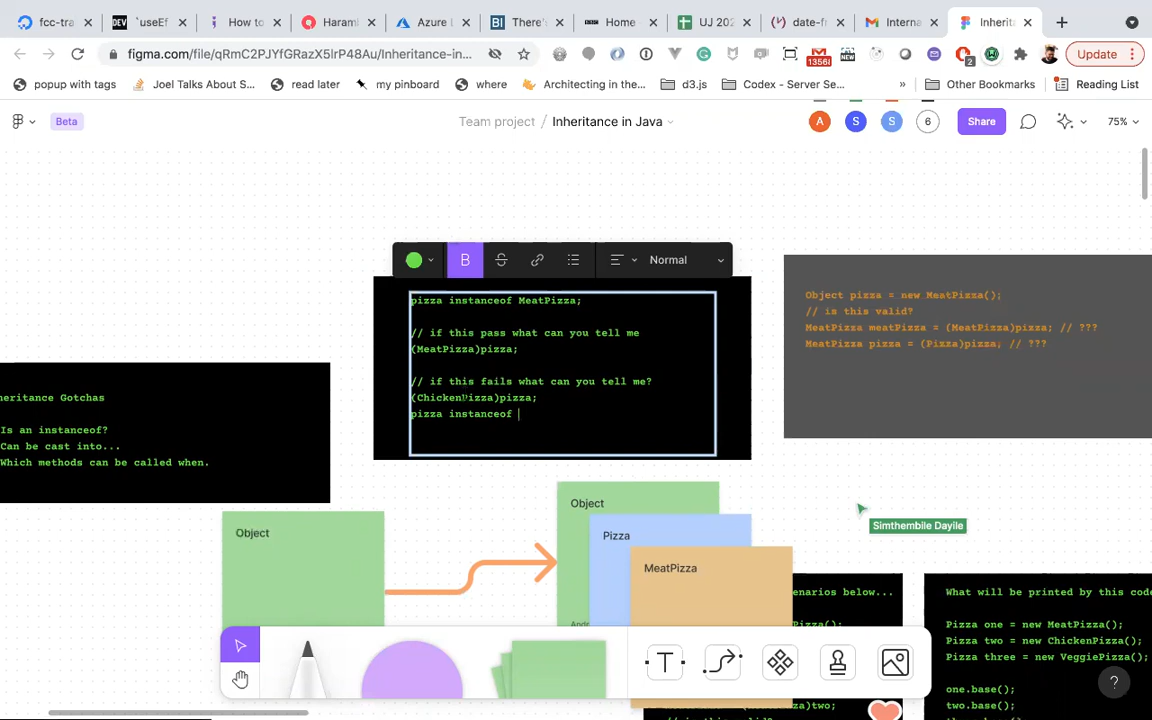 fcc-tra
`useEf
How to
Harami
Azure L
There's
Home -
UJ 202
date-fr
Interna
Inherit
figma.com/file/qRmC2PJYfGRazX5lrP48Au/Inheritance-in...
Update
popup with tags
Joel Talks About S...
read later
my pinboard
where
Architecting in the...
d3.js
Codex - Server Se...
»
Other Bookmarks
Reading List
Beta
Team project / Inheritance in Java
A
S
S
6
Share
75%
B
S
Normal
pizza instanceof MeatPizza;
// if this pass what can you tell me
(MeatPizza)pizza;
// if this fails what can you tell me?
(ChickenPizza)pizza;
pizza instanceof
Object pizza = new MeatPizza();
// is this valid?
MeatPizza meatPizza = (MeatPizza)pizza; // ???
MeatPizza pizza = (Pizza)pizza; // ???
heritance Gotchas
Is an instanceof?
Can be cast into...
Which methods can be called when.
Object
Object
Pizza
MeatPizza
Andr
Simthembile Dayile
enarios below...
Pizza();
two;
What will be printed by this code
Pizza one = new MeatPizza();
Pizza two = new ChickenPizza();
Pizza three = new VeggiePizza();
one.base();
two.base();
T
?